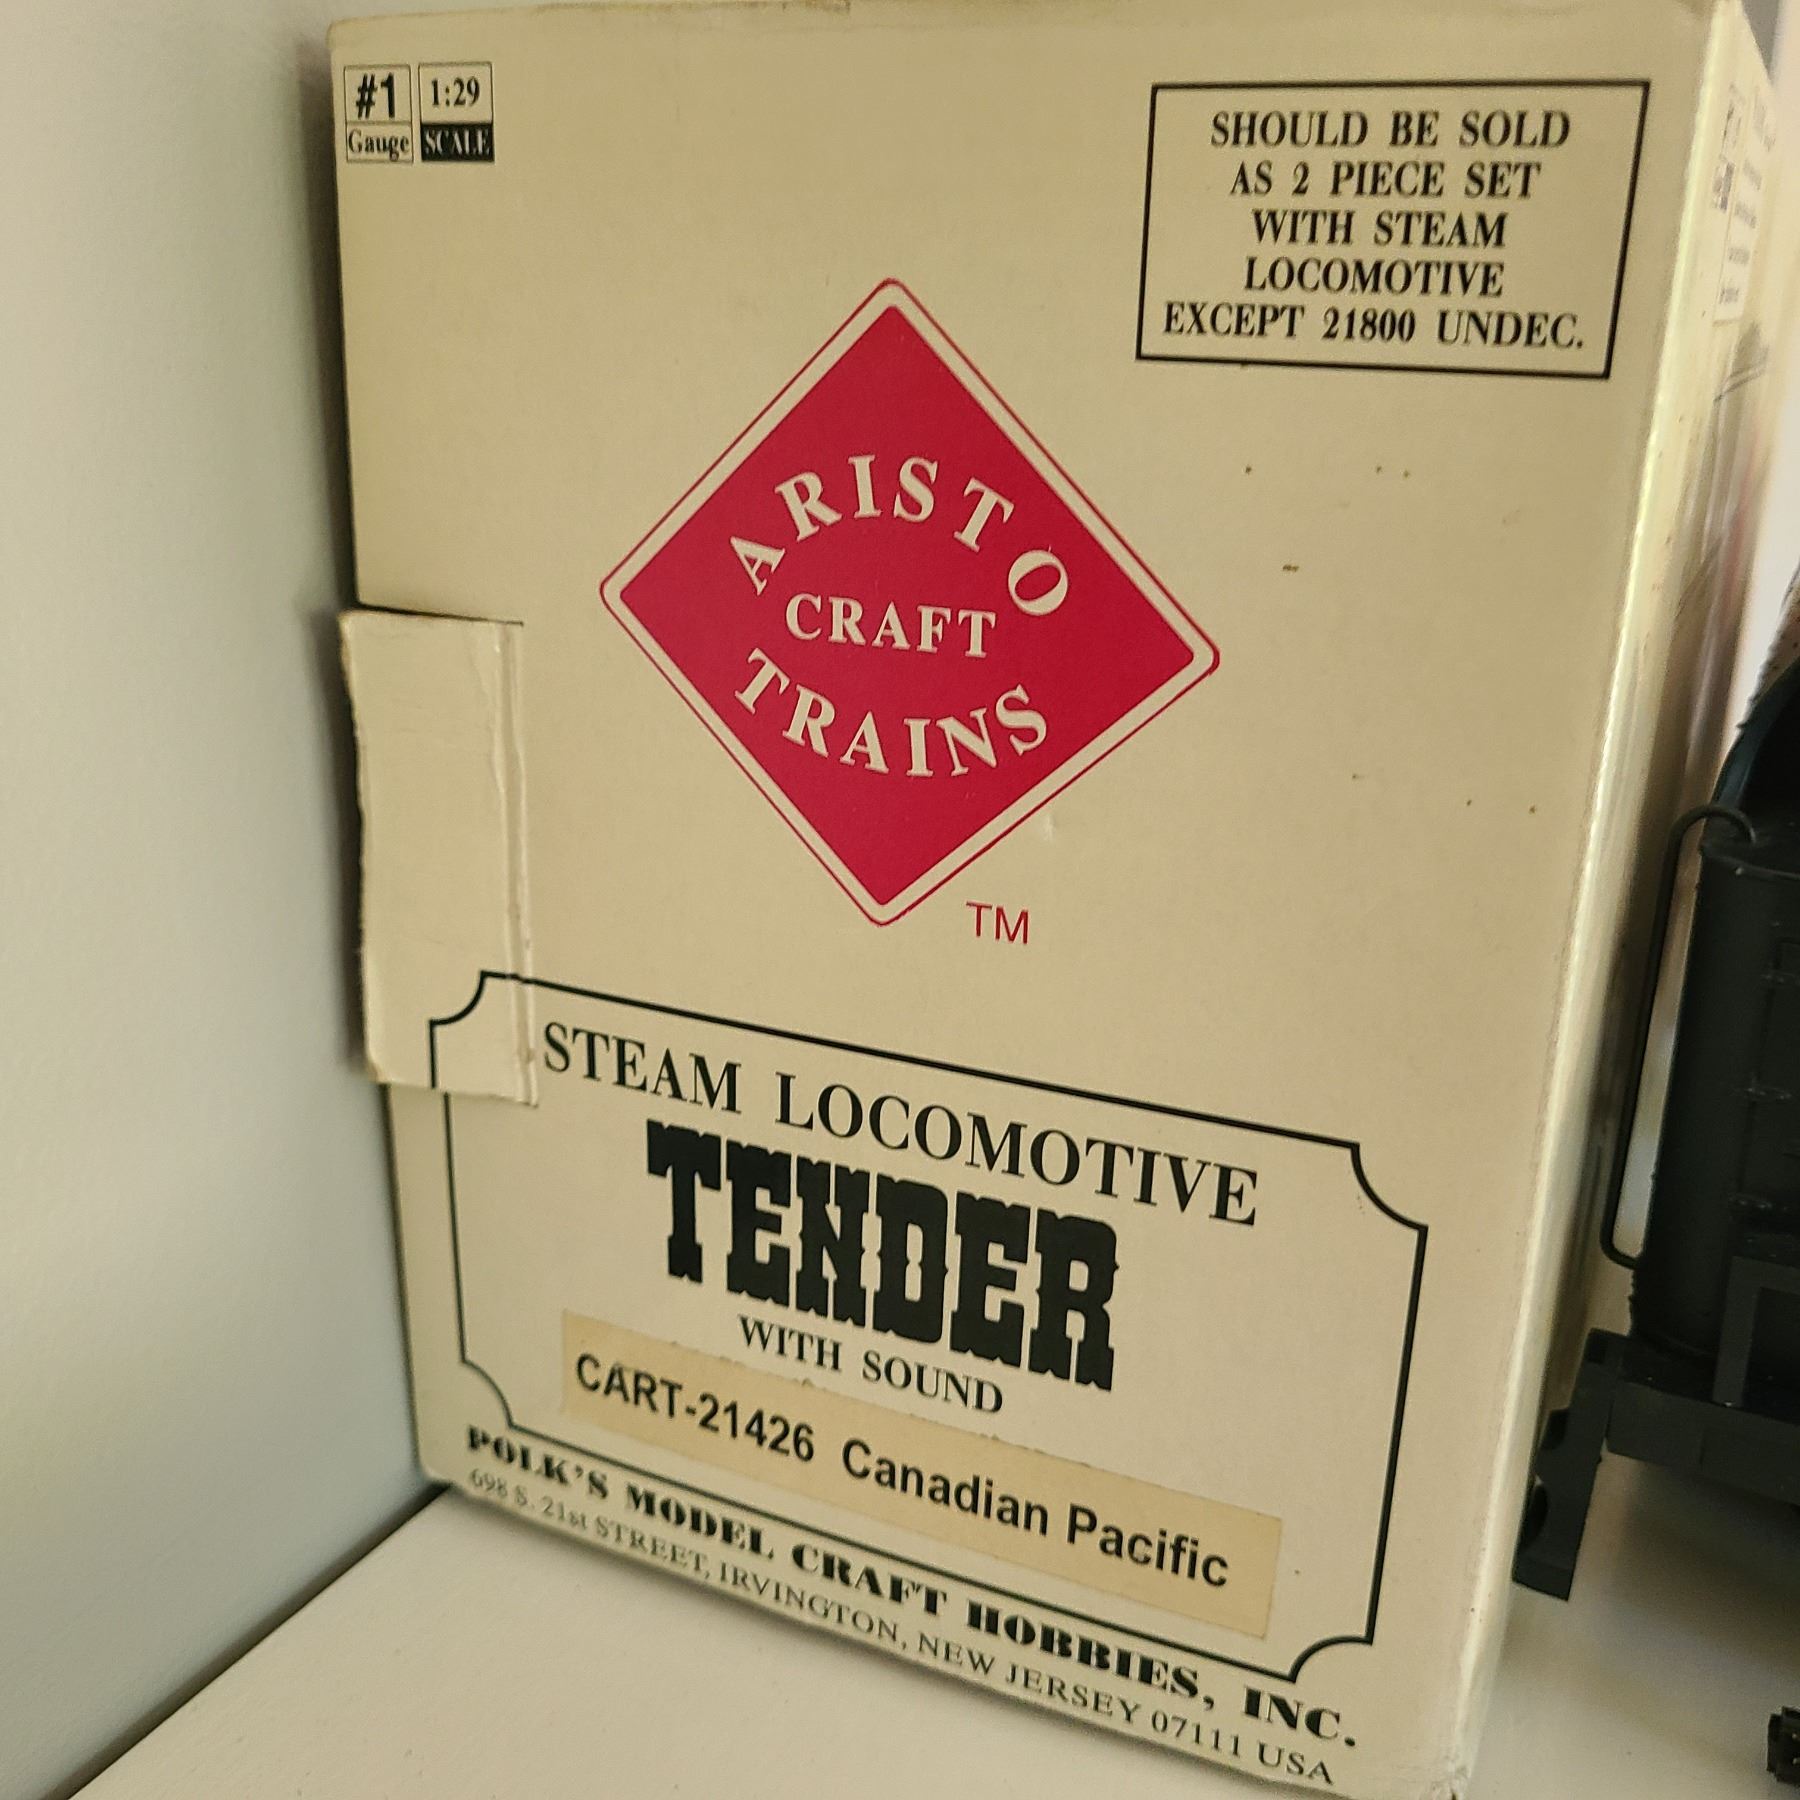 #1
Gauge
1:29
SCALE
SHOULD BE SOLD
AS 2 PIECE SET
WITH STEAM
LOCOMOTIVE
EXCEPT 21800 UNDEC.
ARISTO
CRAFT
TRAINS
TM
STEAM LOCOMOTIVE
TENDER
WITH SOUND
CART-21426 Canadian Pacific
POLK'S MODEL CRAFT HOBBIES, INC.
698 S. 21st STREET, IRVINGTON, NEW JERSEY 07111 USA